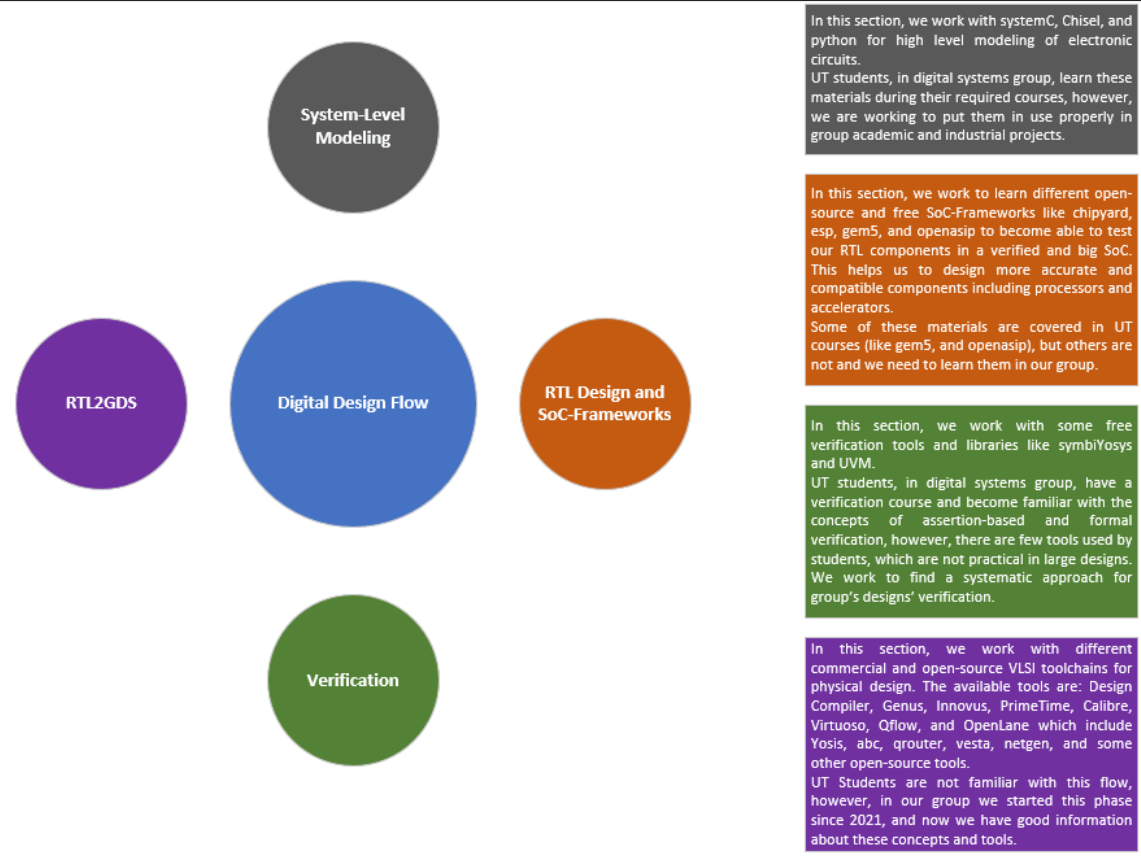 System-Level
Modeling
RTL2GDS
Digital Design Flow
RTL Design and
SoC-Frameworks
Verification
In this section, we work with systemC, Chisel, and
python for high level modeling of electronic
circuits.
UT students, in digital systems group, learn these
materials during their required courses, however,
we are working to put them in use properly in
group academic and industrial projects.
In this section, we work to learn different open-
source and free SoC-Frameworks like chipyard,
esp, gem5, and openasip to become able to test
our RTL components in a verified and big SoC.
This helps us to design more accurate and
compatible components including processors and
accelerators.
Some of these materials are covered in UT
courses (like gem5, and openasip), but others are
not and we need to learn them in our group.
In this section, we work with some free
verification tools and libraries like symbiYosys
and UVM.
UT students, in digital systems group, have a
verification course and become familiar with the
concepts of assertion-based and formal
verification, however, there are few tools used by
students, which are not practical in large designs.
We work to find a systematic approach for
group's designs' verification.
In this section, we work with different
commercial and open-source VLSI toolchains for
physical design. The available tools are: Design
Compiler, Genus, Innovus, PrimeTime, Calibre,
Virtuoso, Qflow, and OpenLane which include
Yosis, abc, qrouter, vesta, netgen, and some
other open-source tools.
UT Students are not familiar with this flow,
however, in our group we started this phase
since 2021, and now we have good information
about these concepts and tools.